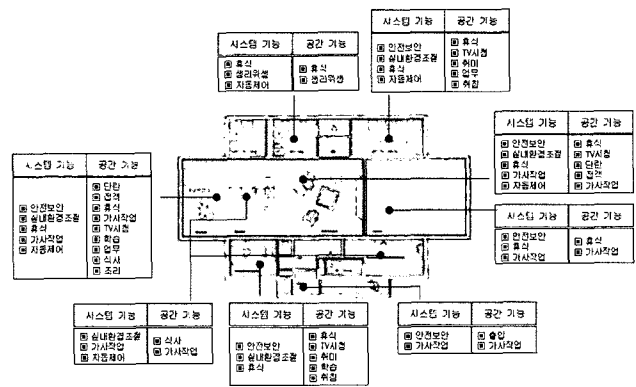 시스템 기능 공간 기능
휴식
생리위생
자동제어
휴식
생리위생
시스템 기능 공간 기능
안전보안
실내환경조절
휴식
자동제어
휴식
TV시청
취미
업무
취침
시스템 기능 공간 기능
안전보안
실내환경조절
휴식
가사작업
자동제어
휴식
TV시청
단란
접객
가사작업
시스템 기능 공간 기능
안전보안
실내환경조절
휴식
가사작업
자동제어
단란
접객
휴식
가사작업
TV시청
학습
업무
식사
조리
시스템 기능 공간 기능
안전보안
휴식
가사작업
휴식
가사작업
시스템 기능 공간 기능
실내환경조절
가사작업
자동제어
식사
가사작업
시스템 기능 공간 기능
안전보안
실내환경조절
휴식
휴식
TV시청
취미
학습
취침
시스템 기능 공간 기능
안전보안
가사작업
출입
가사작업